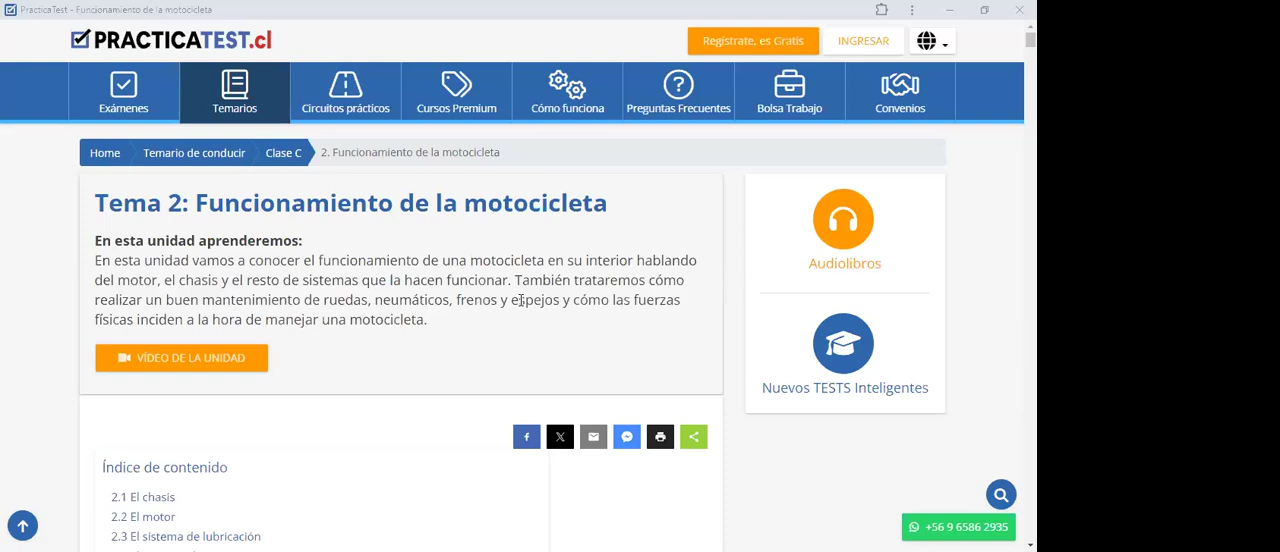 PracticaTest - Funcionamiento de la motocicleta
PRACTICATEST.cl
Regístrate, es Gratis
INGRESAR
Exámenes
Temarios
Circuitos prácticos
Cursos Premium
Cómo funciona
Preguntas Frecuentes
Bolsa Trabajo
Convenios
Home
Temario de conducir
Clase C
2. Funcionamiento de la motocicleta
Tema 2: Funcionamiento de la motocicleta
En esta unidad aprenderemos:
En esta unidad vamos a conocer el funcionamiento de una motocicleta en su interior hablando
del motor, el chasis y el resto de sistemas que la hacen funcionar. También trataremos cómo
realizar un buen mantenimiento de ruedas, neumáticos, frenos y espejos y cómo las fuerzas
físicas inciden a la hora de manejar una motocicleta.
VÍDEO DE LA UNIDAD
Audiolibros
Nuevos TESTS Inteligentes
Índice de contenido
2.1 El chasis
2.2 El motor
2.3 El sistema de lubricación
+56 9 6586 2935